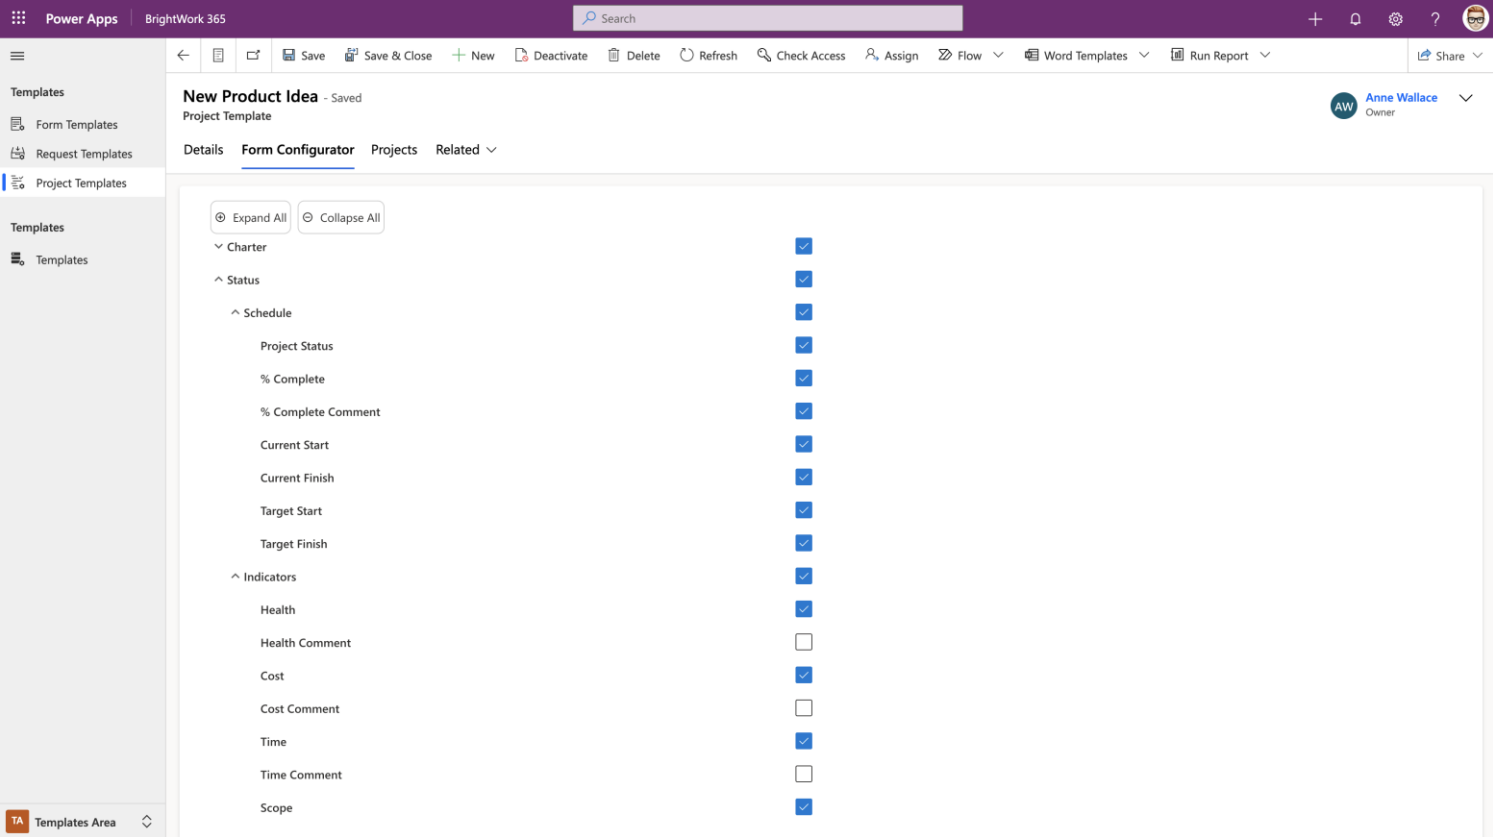 Power Apps BrightWork 365 Search
Save Save & Close New Deactivate Delete Refresh Check Access Assign Flow Word Templates Run Report Share
Templates
Form Templates
Request Templates
Project Templates
Templates
Templates
TA Templates Area
New Product Idea - Saved
Project Template
AW Anne Wallace
Owner
Details Form Configurator Projects Related
Expand All Collapse All
Charter
Status
Schedule
Project Status
% Complete
% Complete Comment
Current Start
Current Finish
Target Start
Target Finish
Indicators
Health
Health Comment
Cost
Cost Comment
Time
Time Comment
Scope